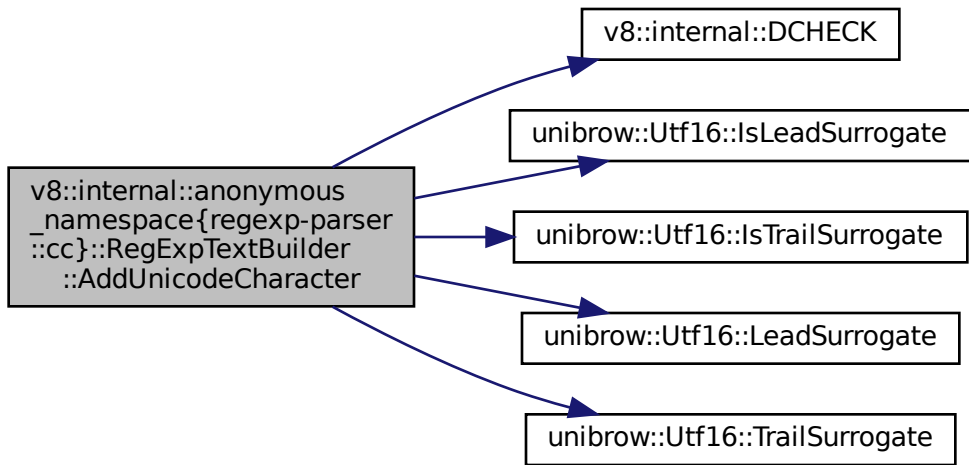 v8::internal::anonymous
_namespace{regexp-parser
::cc}::RegExpTextBuilder
::AddUnicodeCharacter
v8::internal::DCHECK
unibrow::Utf16::IsLeadSurrogate
unibrow::Utf16::IsTrailSurrogate
unibrow::Utf16::LeadSurrogate
unibrow::Utf16::TrailSurrogate